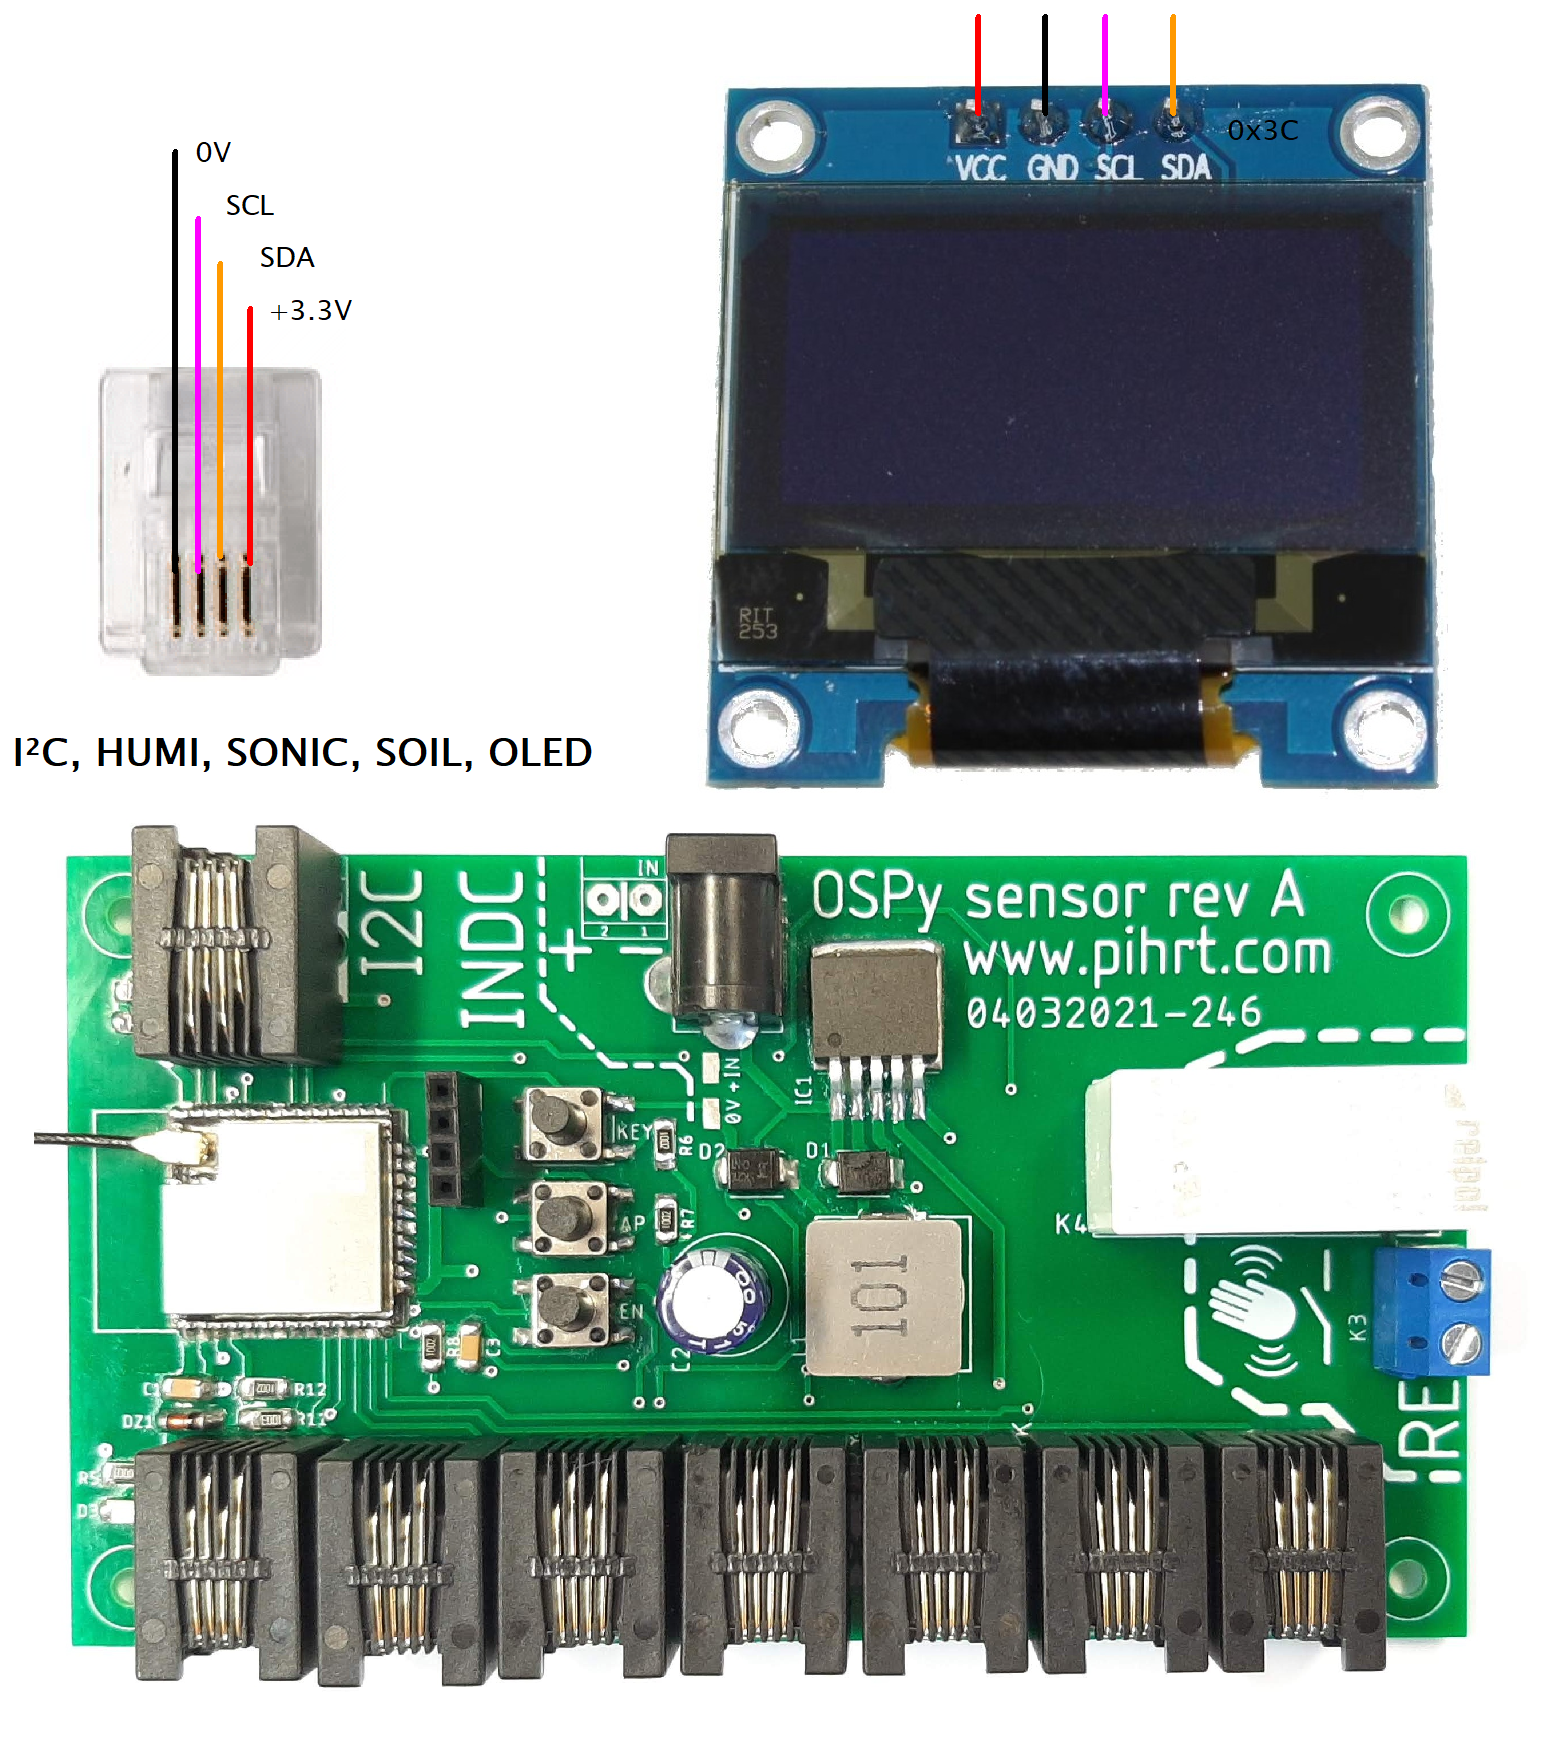 0V
SCL
SDA
+3.3V
0x3C
VCC GND SCL SDA
RIT
253
I²C, HUMI, SONIC, SOIL, OLED
I2C
INDC
IN
2 1
+ −
OSPy sensor rev A
www.pihrt.com
04032021-246
0V +IN
IC1
KEY
R6
D2
D1
AP
R7
K4
EN
101
C2
R8
C3
K3
C1
R12
DZ1
R11
R5
D3
RE